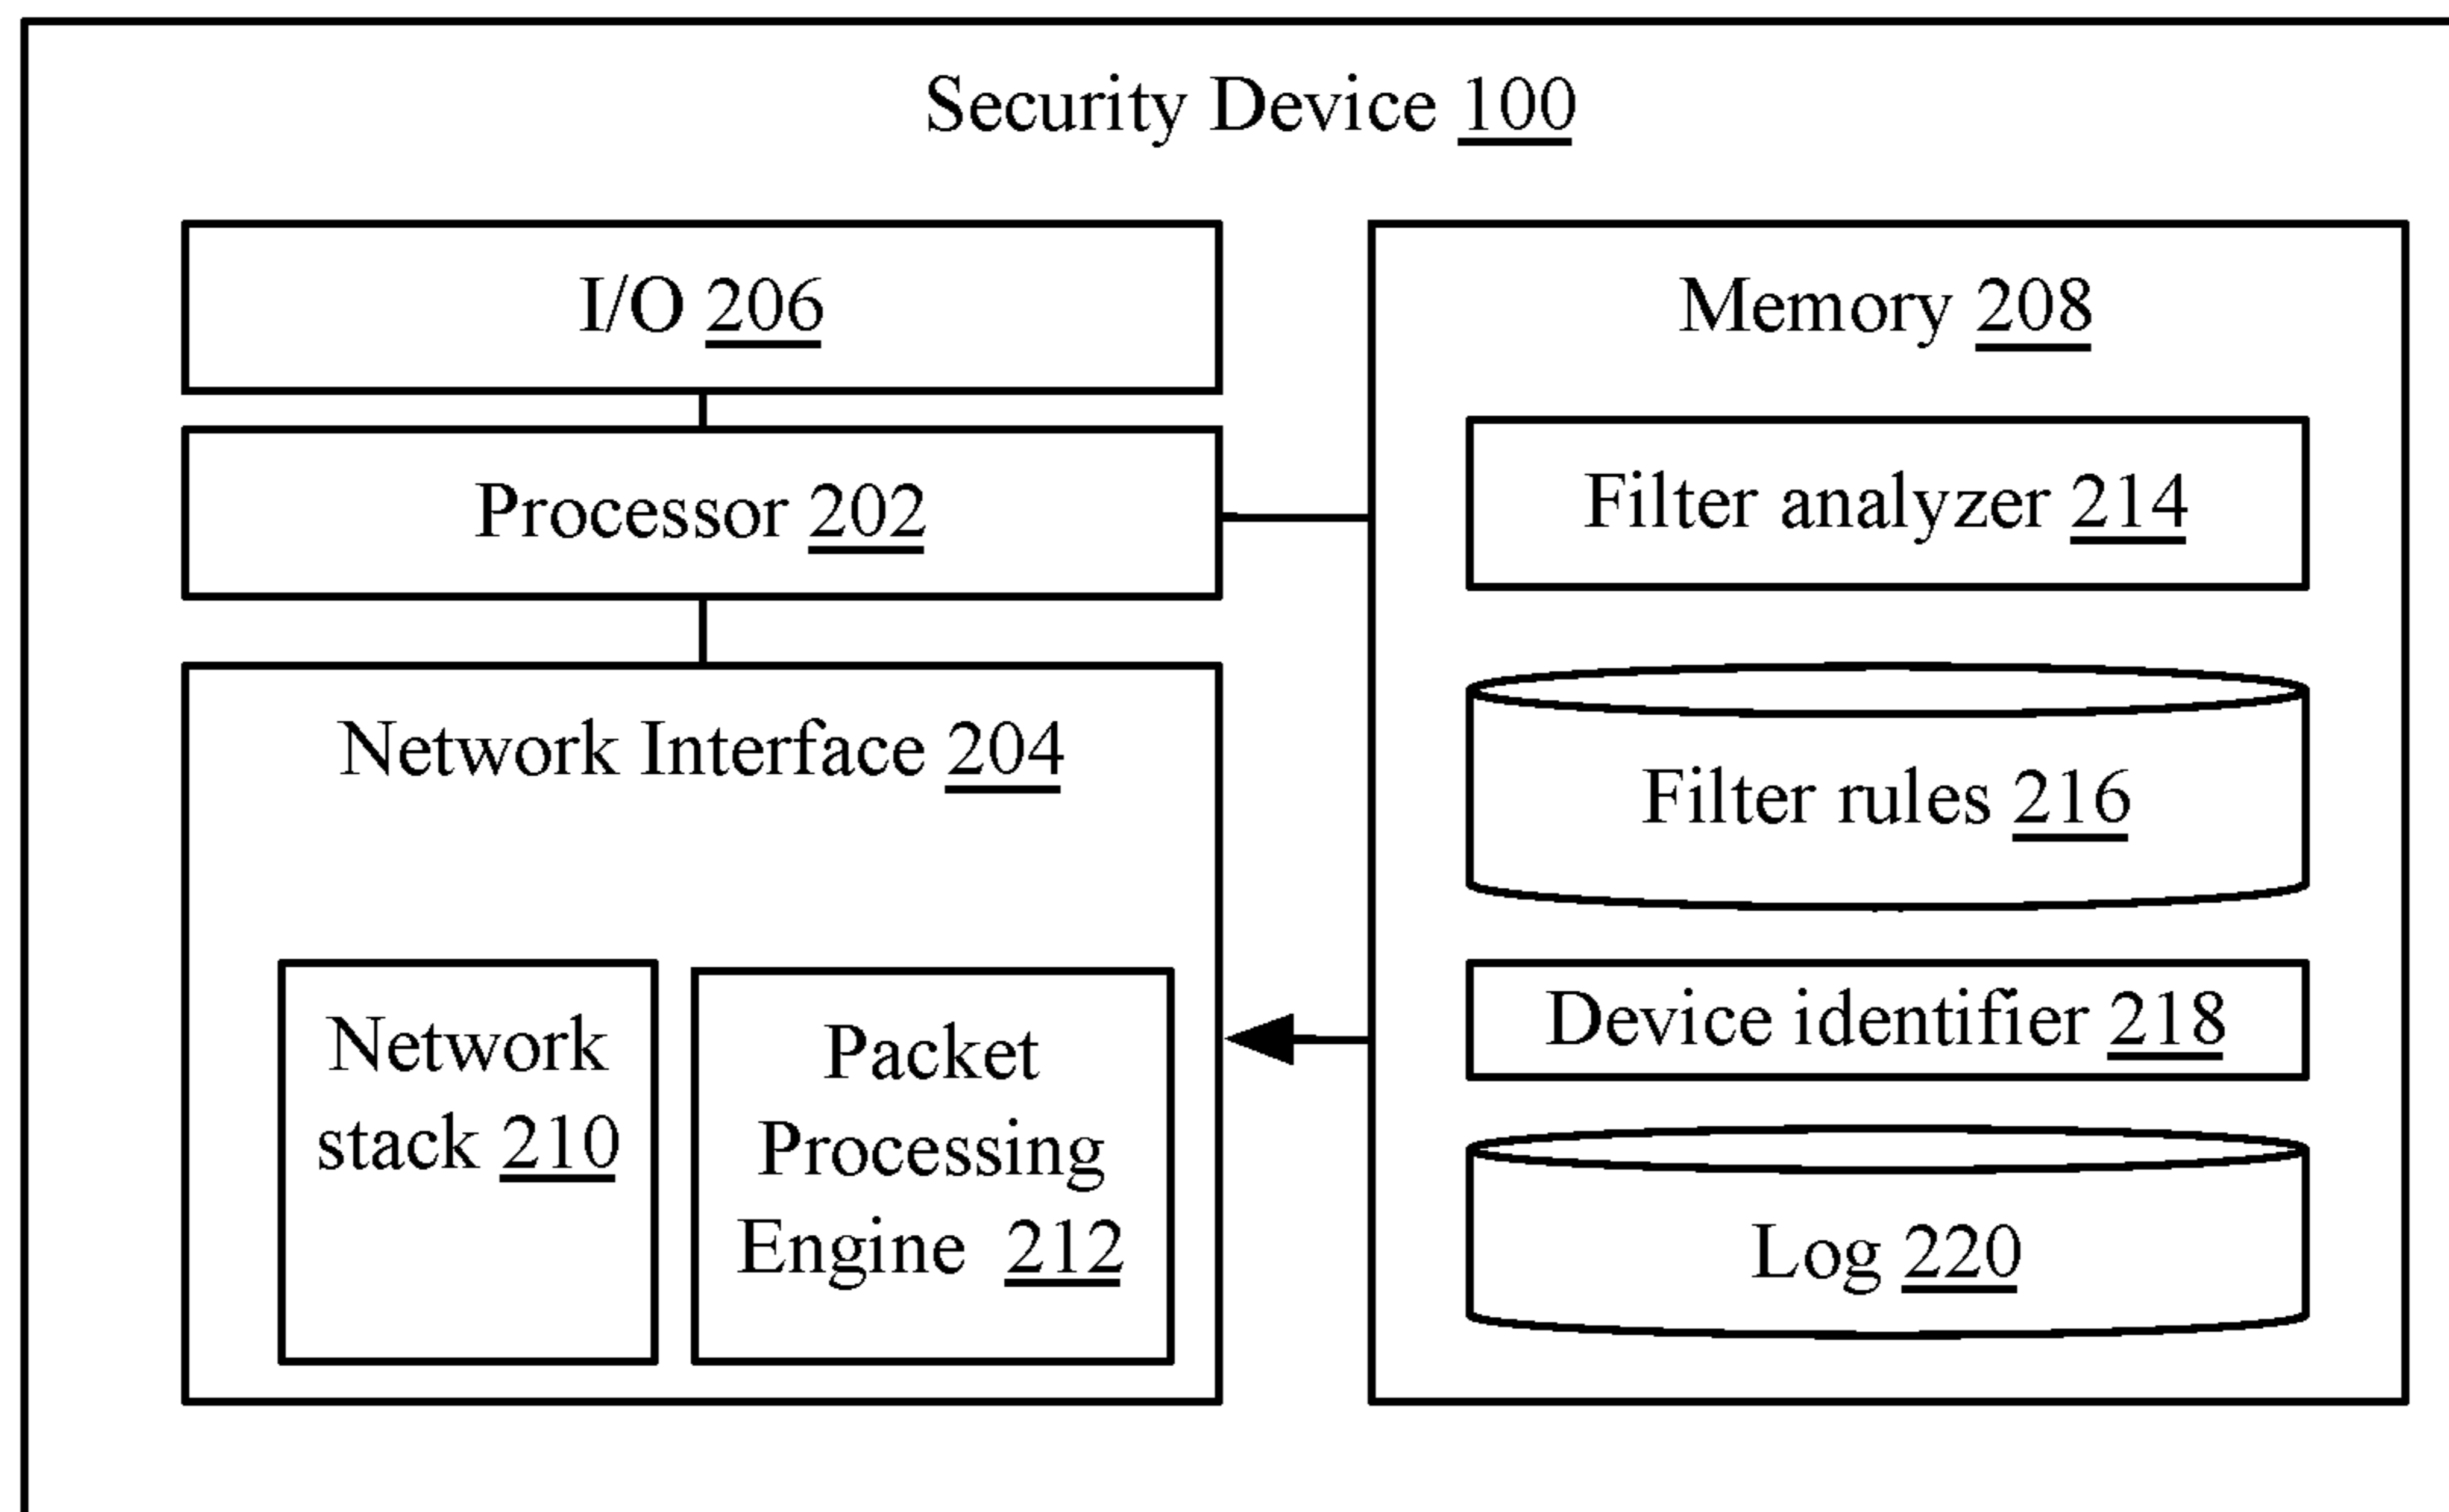 Security Device 100
I/O 206
Processor 202
Network Interface 204
Network
stack 210
Packet
Processing
Engine 212
Memory 208
Filter analyzer 214
Filter rules 216
Device identifier 218
Log 220